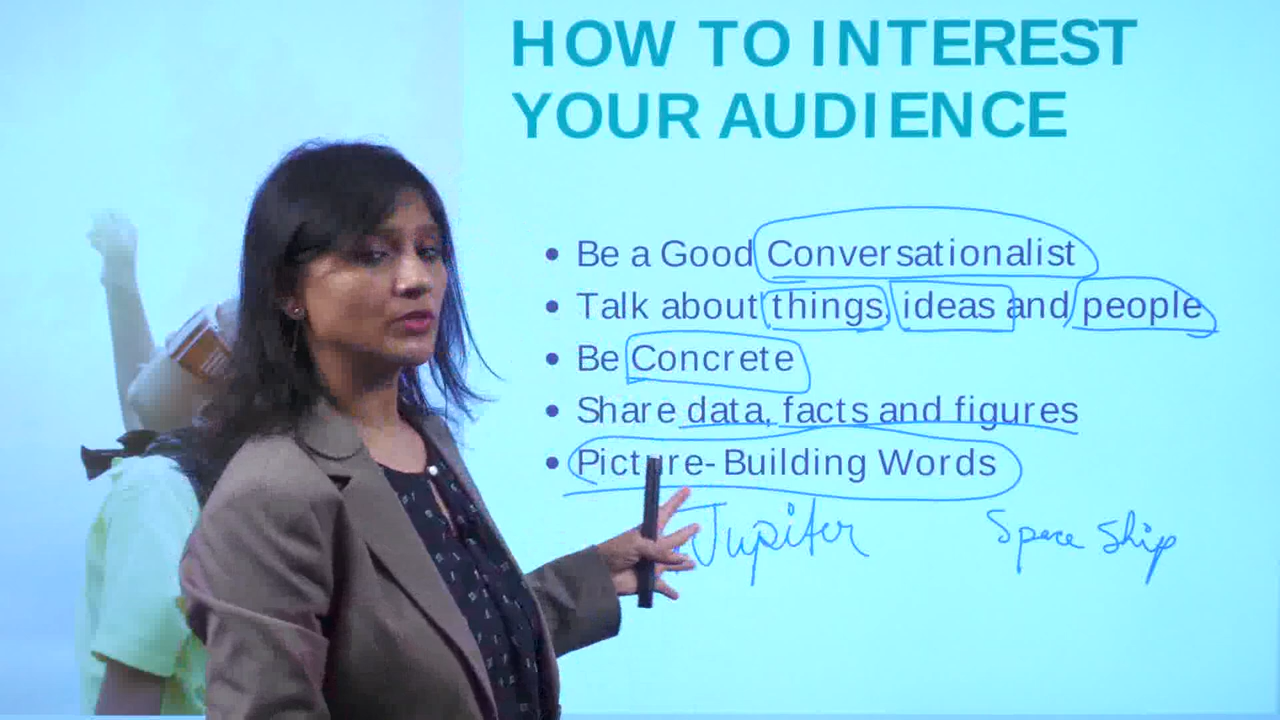 HOW TO INTEREST
YOUR AUDIENCE
• Be a Good Conversationalist
• Talk about things, ideas and people
• Be Concrete
• Share data, facts and figures
• Picture-Building Words
Jupiter Space Ship